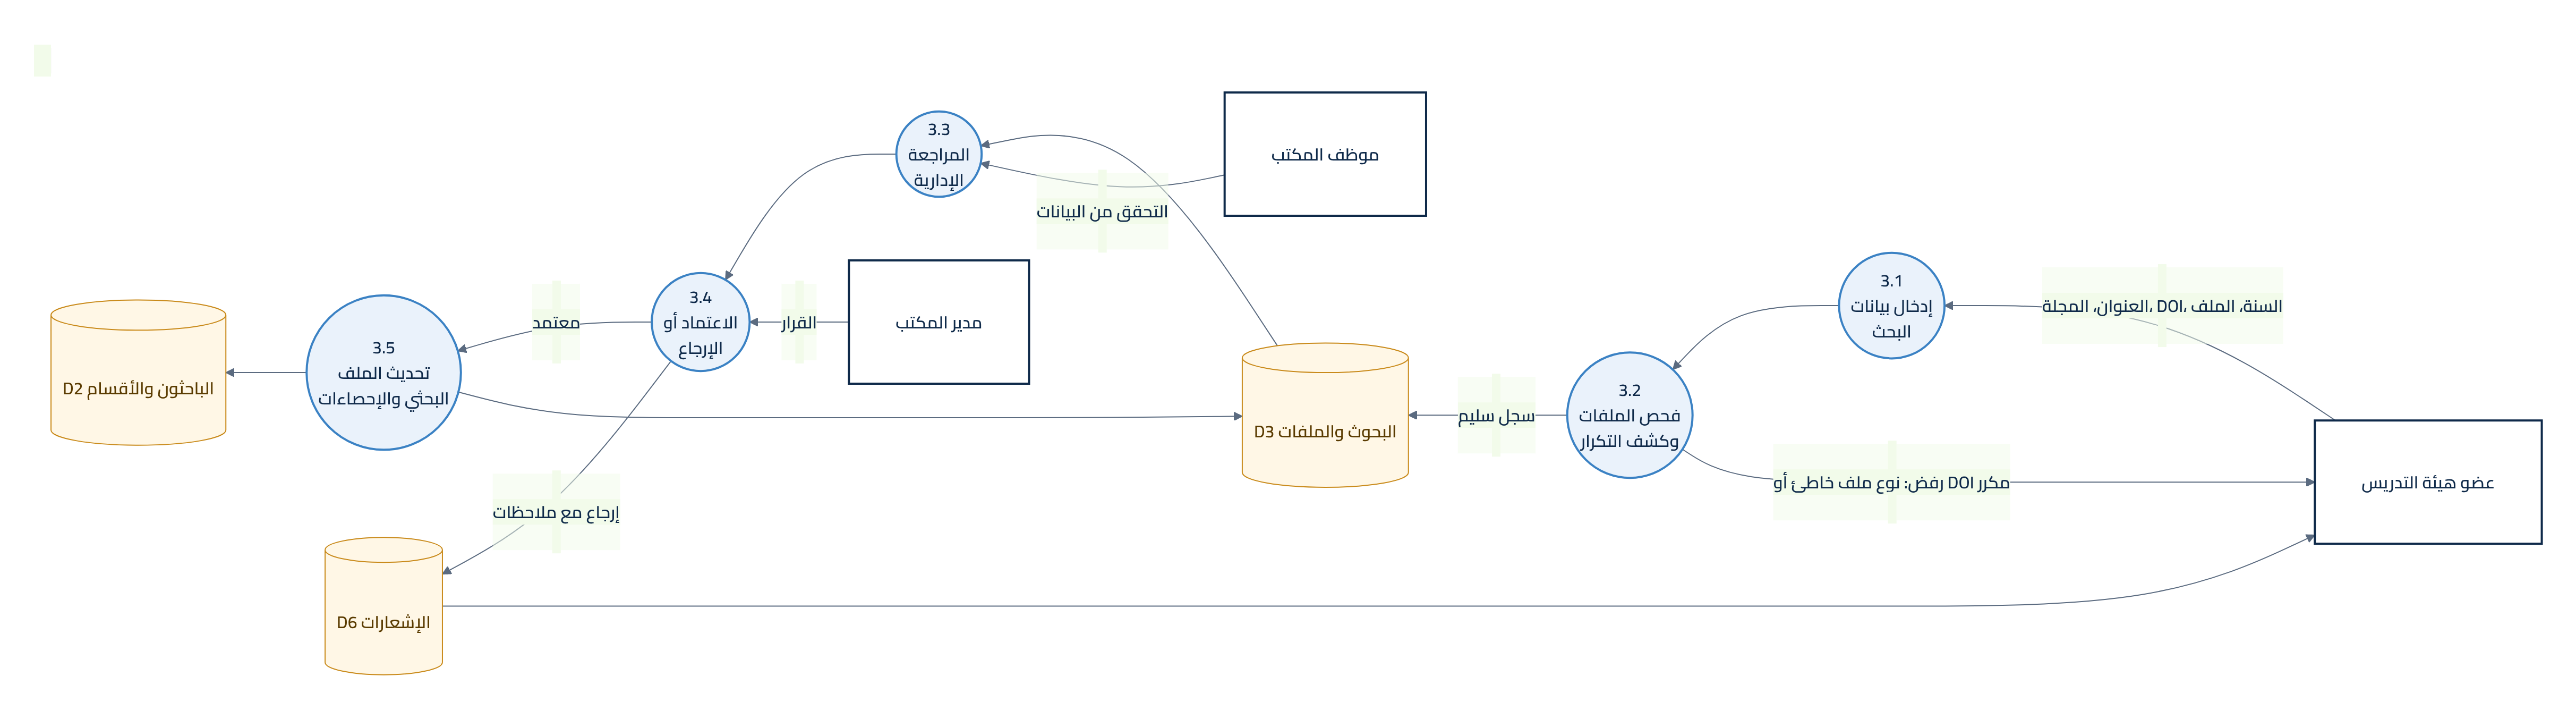 3.3
المراجعة
الإدارية
موظف المكتب
التحقق من البيانات
3.1
إدخال بيانات
البحث
السنة، الملف ،DOI ،العنوان، المجلة
3.4
الاعتماد أو
الإرجاع
القرار
مدير المكتب
معتمد
3.5
تحديث الملف
البحثي والإحصاءات
الباحثون والأقسام D2
البحوث والملفات D3
سجل سليم
3.2
فحص الملفات
وكشف التكرار
مكرر DOI رفض: نوع ملف خاطئ أو
عضو هيئة التدريس
إرجاع مع ملاحظات
الإشعارات D6